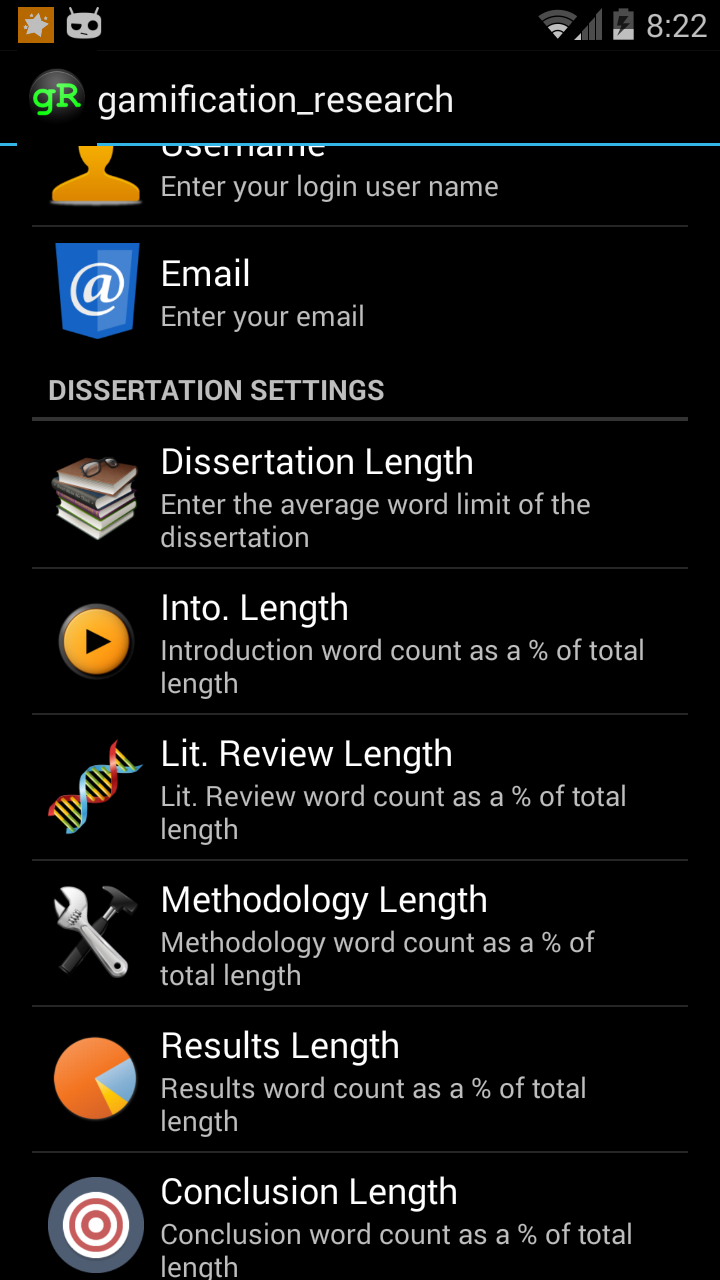 8:22
gR gamification_research
Username
Enter your login user name
@
Email
Enter your email
DISSERTATION SETTINGS
Dissertation Length
Enter the average word limit of the
dissertation
Into. Length
Introduction word count as a % of total
length
Lit. Review Length
Lit. Review word count as a % of total
length
Methodology Length
Methodology word count as a % of
total length
Results Length
Results word count as a % of total
length
Conclusion Length
Conclusion word count as a % of total
length